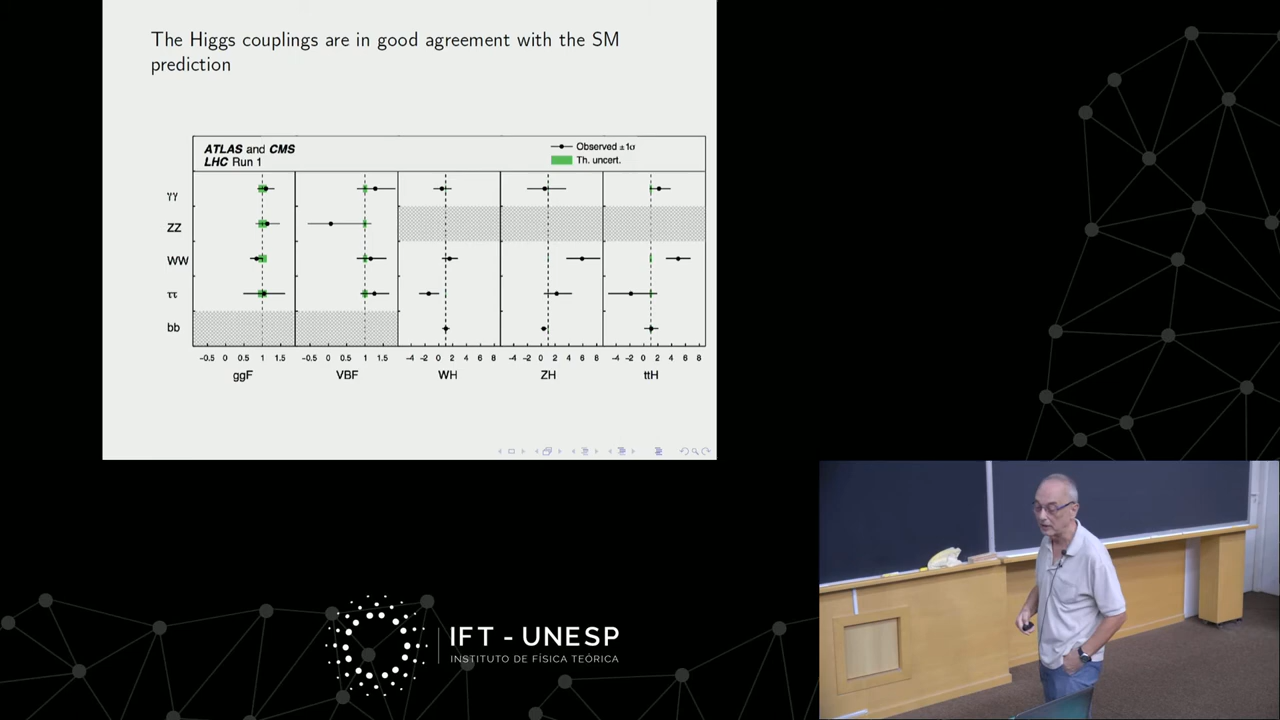 The Higgs couplings are in good agreement with the SM
prediction
ATLAS and CMS
LHC Run 1
Observed ±1σ
Th. uncert.
γγ
ZZ
WW
ττ
bb
−0.5 0 0.5 1 1.5
−0.5 0 0.5 1 1.5
−4 −2 0 2 4 6 8
−4 −2 0 2 4 6 8
−4 −2 0 2 4 6 8
ggF VBF WH ZH ttH
IFT - UNESP
INSTITUTO DE FÍSICA TEÓRICA